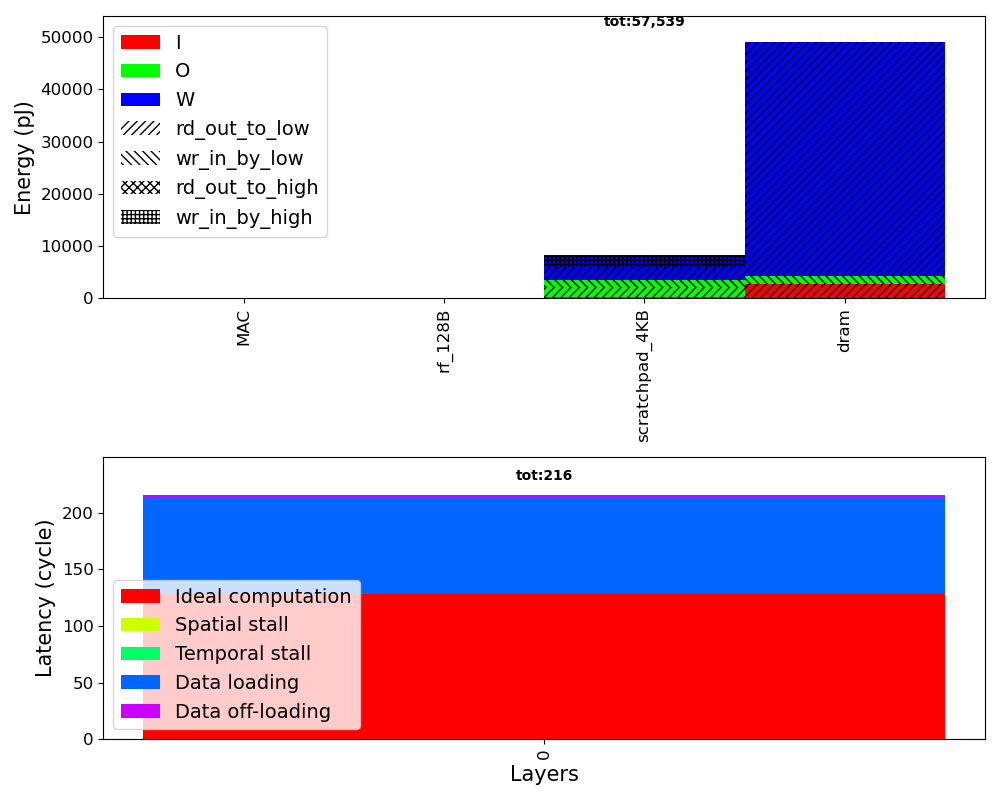 tot:57,539
50000
40000
30000
20000
10000
0
Energy (pJ)
I
O
W
rd_out_to_low
wr_in_by_low
rd_out_to_high
wr_in_by_high
MAC
rf_128B
scratchpad_4KB
dram
tot:216
200
150
100
50
0
Latency (cycle)
Ideal computation
Spatial stall
Temporal stall
Data loading
Data off-loading
0
Layers